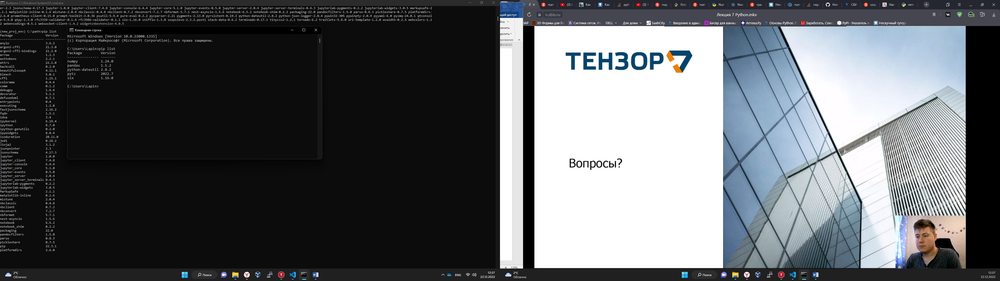 Выбрать C:\Windows\System32\cmd.exe
er-2.3 jsonschema-4.17.3 jupyter-1.0.0 jupyter-client-7.4.8 jupyter-console-6.4.4 jupyter-core-5.1.0 jupyter-events-0.5.0 jupyter-server-2.0.4 jupyter-server-terminals-0.4.3 jupyterlab-pygments-0.2.2 jupyterlab-widgets-3.0.5 markupsafe-2
.1.1 matplotlib-inline-0.1.6 mistune-2.0.4 nbclassic-0.4.8 nbclient-0.7.2 nbconvert-7.2.7 nbformat-5.7.1 nest-asyncio-1.5.6 notebook-6.5.2 notebook-shim-0.2.2 packaging-22.0 pandocfilters-1.5.0 parso-0.8.3 pickleshare-0.7.5 platformdirs-
2.6.0 prometheus-client-0.15.0 prompt-toolkit-3.0.36 psutil-5.9.4 pure-eval-0.2.2 pycparser-2.21 pygments-2.13.0 pyrsistent-0.19.2 python-dateutil-2.8.2 python-json-logger-2.0.4 pywin32-305 pywinpty-2.0.9 pyyaml-6.0 pyzmq-24.0.1 qtconsol
e-5.4.0 qtpy-2.3.0 rfc3339-validator-0.1.4 rfc3986-validator-0.1.1 six-1.16.0 sniffio-1.3.0 soupsieve-2.3.2.post1 stack-data-0.6.2 terminado-0.17.1 tinycss2-1.2.1 tornado-6.2 traitlets-5.8.0 uri-template-1.2.0 wcwidth-0.2.5 webcolors-1.1
2 webencodings-0.5.1 websocket-client-1.4.2 widgetsnbextension-4.0.5
(new_proj_env) C:\path>pip list
Package Version
------------------------- -----------
anyio 3.6.2
argon2-cffi 21.3.0
argon2-cffi-bindings 21.2.0
arrow 1.2.3
asttokens 2.2.1
attrs 22.2.0
backcall 0.2.0
beautifulsoup4 4.11.1
bleach 5.0.1
cffi 1.15.1
colorama 0.4.6
comm 0.1.2
debugpy 1.6.4
decorator 5.1.1
defusedxml 0.7.1
entrypoints 0.4
executing 1.2.0
fastjsonschema 2.16.2
fqdn 1.5.1
idna 3.4
ipykernel 6.19.4
ipython 8.7.0
ipython-genutils 0.2.0
ipywidgets 8.0.4
isoduration 20.11.0
jedi 0.18.2
Jinja2 3.1.2
jsonpointer 2.3
jsonschema 4.17.3
jupyter 1.0.0
jupyter_client 7.4.8
jupyter-console 6.4.4
jupyter_core 5.1.0
jupyter-events 0.5.0
jupyter_server 2.0.4
jupyter_server_terminals 0.4.3
jupyterlab-pygments 0.2.2
jupyterlab-widgets 3.0.5
MarkupSafe 2.1.1
matplotlib-inline 0.1.6
mistune 2.0.4
nbclassic 0.4.8
nbclient 0.7.2
nbconvert 7.2.7
nbformat 5.7.1
nest-asyncio 1.5.6
notebook 6.5.2
notebook_shim 0.2.2
packaging 22.0
pandocfilters 1.5.0
parso 0.8.3
pickleshare 0.7.5
pip 22.3.1
platformdirs 2.6.0
Командная строка
Microsoft Windows [Version 10.0.22000.1335]
(c) Корпорация Майкрософт (Microsoft Corporation). Все права защищены.
C:\Users\Lapin>pip list
Package Version
--------------- -------
numpy 1.24.0
pandas 1.5.2
python-dateutil 2.8.2
pytz 2022.7
six 1.16.0
C:\Users\Lapin>
2°C
Облачно
Поиск
ENG
12:57
22.12.2022
n.sbis.ru
Лекция 7 Python.mkv
3D Формы для бо
Система сеток. Ра
DELL
Для дома
SaabCity
Введение в админ
Бисер для ванны
Аптека.Ру
Основы Python. П
Заработать. Спис
PyPI · Указатель п
Нескучный тутор
щий доступ
120%
ТЕНЗОР
Вопросы?
2°C
Облачно
Поиск
12:57
22.12.2022